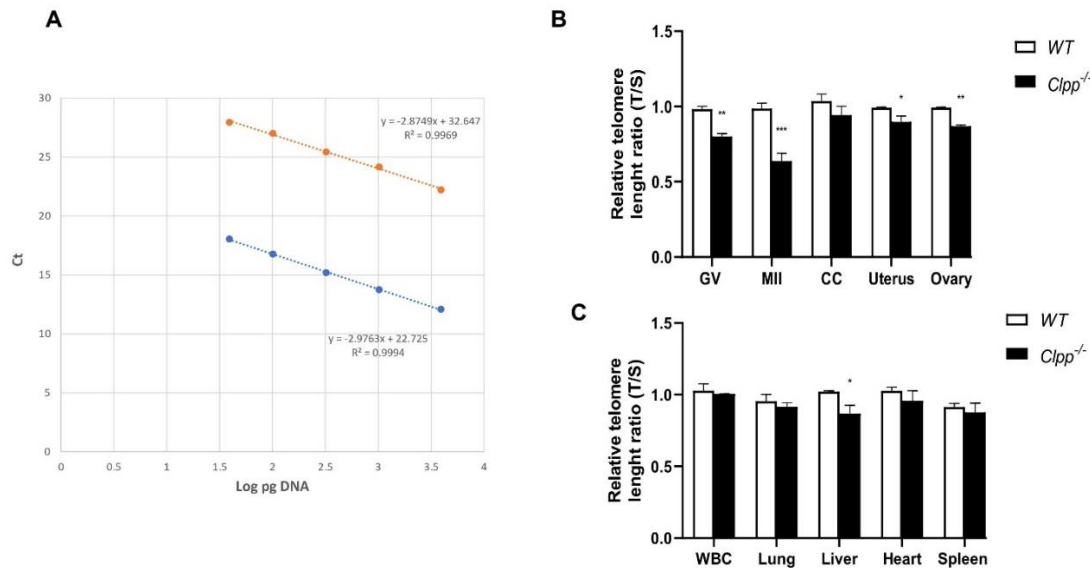 A
30
25
20
15
10
5
0
Ct
y = -2.8749x + 32.647
R² = 0.9969
y = -2.9763x + 22.725
R² = 0.9994
0 0.5 1 1.5 2 2.5 3 3.5 4
Log pg DNA
B
Relative telomere
lenght ratio (T/S)
1.5
1.0
0.5
0.0
** *** * **
GV MII CC Uterus Ovary
WT
Clpp-/-
C
Relative telomere
lenght ratio (T/S)
1.5
1.0
0.5
0.0
*
WBC Lung Liver Heart Spleen
WT
Clpp-/-